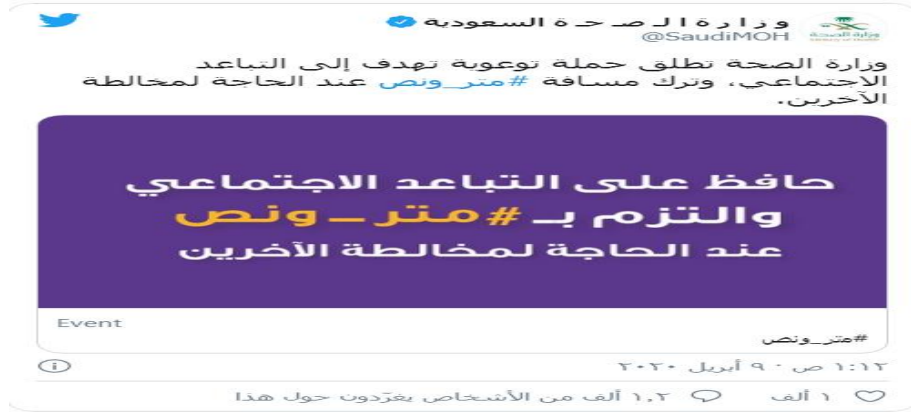 وزارة الـصـحـة السعودية
@SaudiMOH
وزارة الصحة
وزارة الصحة تطلق حملة توعوية تهدف إلى التباعد
الاجتماعي، وترك مسافة #متر_ونص عند الحاجة لمخالطة
الآخرين.
حافظ على التباعد الاجتماعي
والتزم بـ #متر_ونص
عند الحاجة لمخالطة الآخرين
Event
#متر_ونص
١:١٢ ص · ٩ أبريل ٢٠٢٠
١ ألف
١,٢ ألف من الأشخاص يغرّدون حول هذا